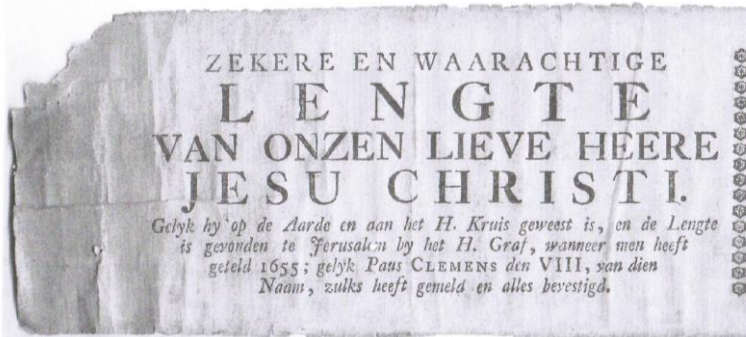 ZEKERE EN WAARACHTIGE
LENGTE
VAN ONZEN LIEVE HEERE
JESU CHRISTI.
Gelyk hy op de Aarde en aan het H. Kruis geweest is, en de Lengte
is gevonden te Jerusalen by het H. Graf, wanneer men heeft
geteld 1655; gelyk Paus CLEMENS den VIII, van dien
Naam, zulks heeft gemeld en alles bevestigd.